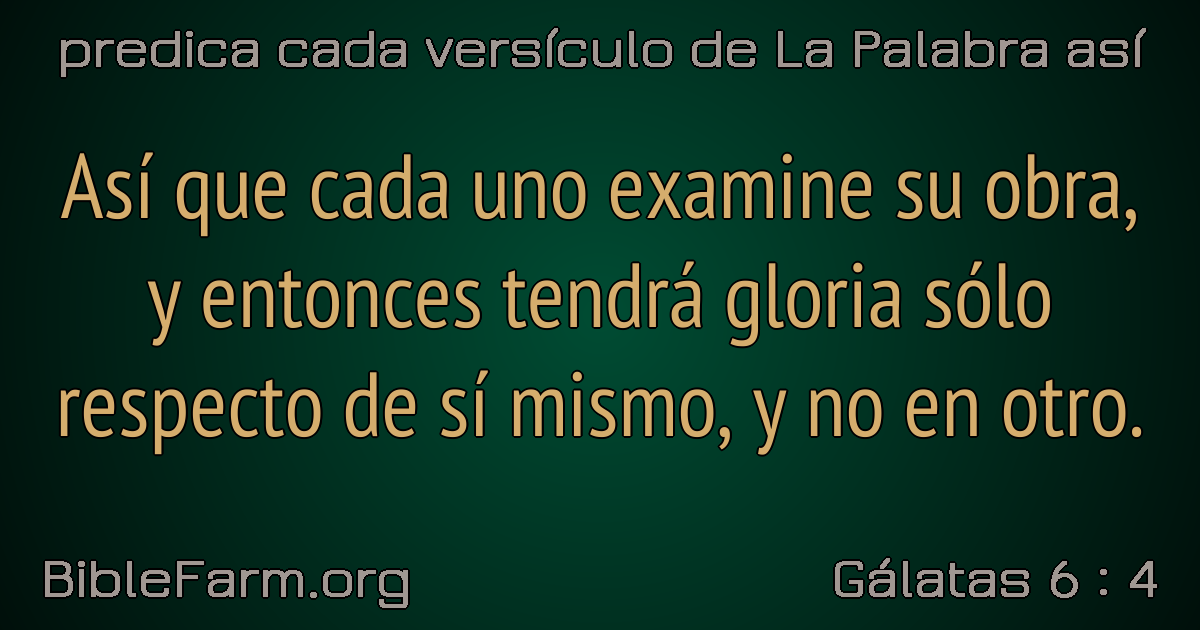 predica cada versículo de La Palabra así
Así que cada uno examine su obra,
y entonces tendrá gloria sólo
respecto de sí mismo, y no en otro.
BibleFarm.org
Gálatas 6 : 4